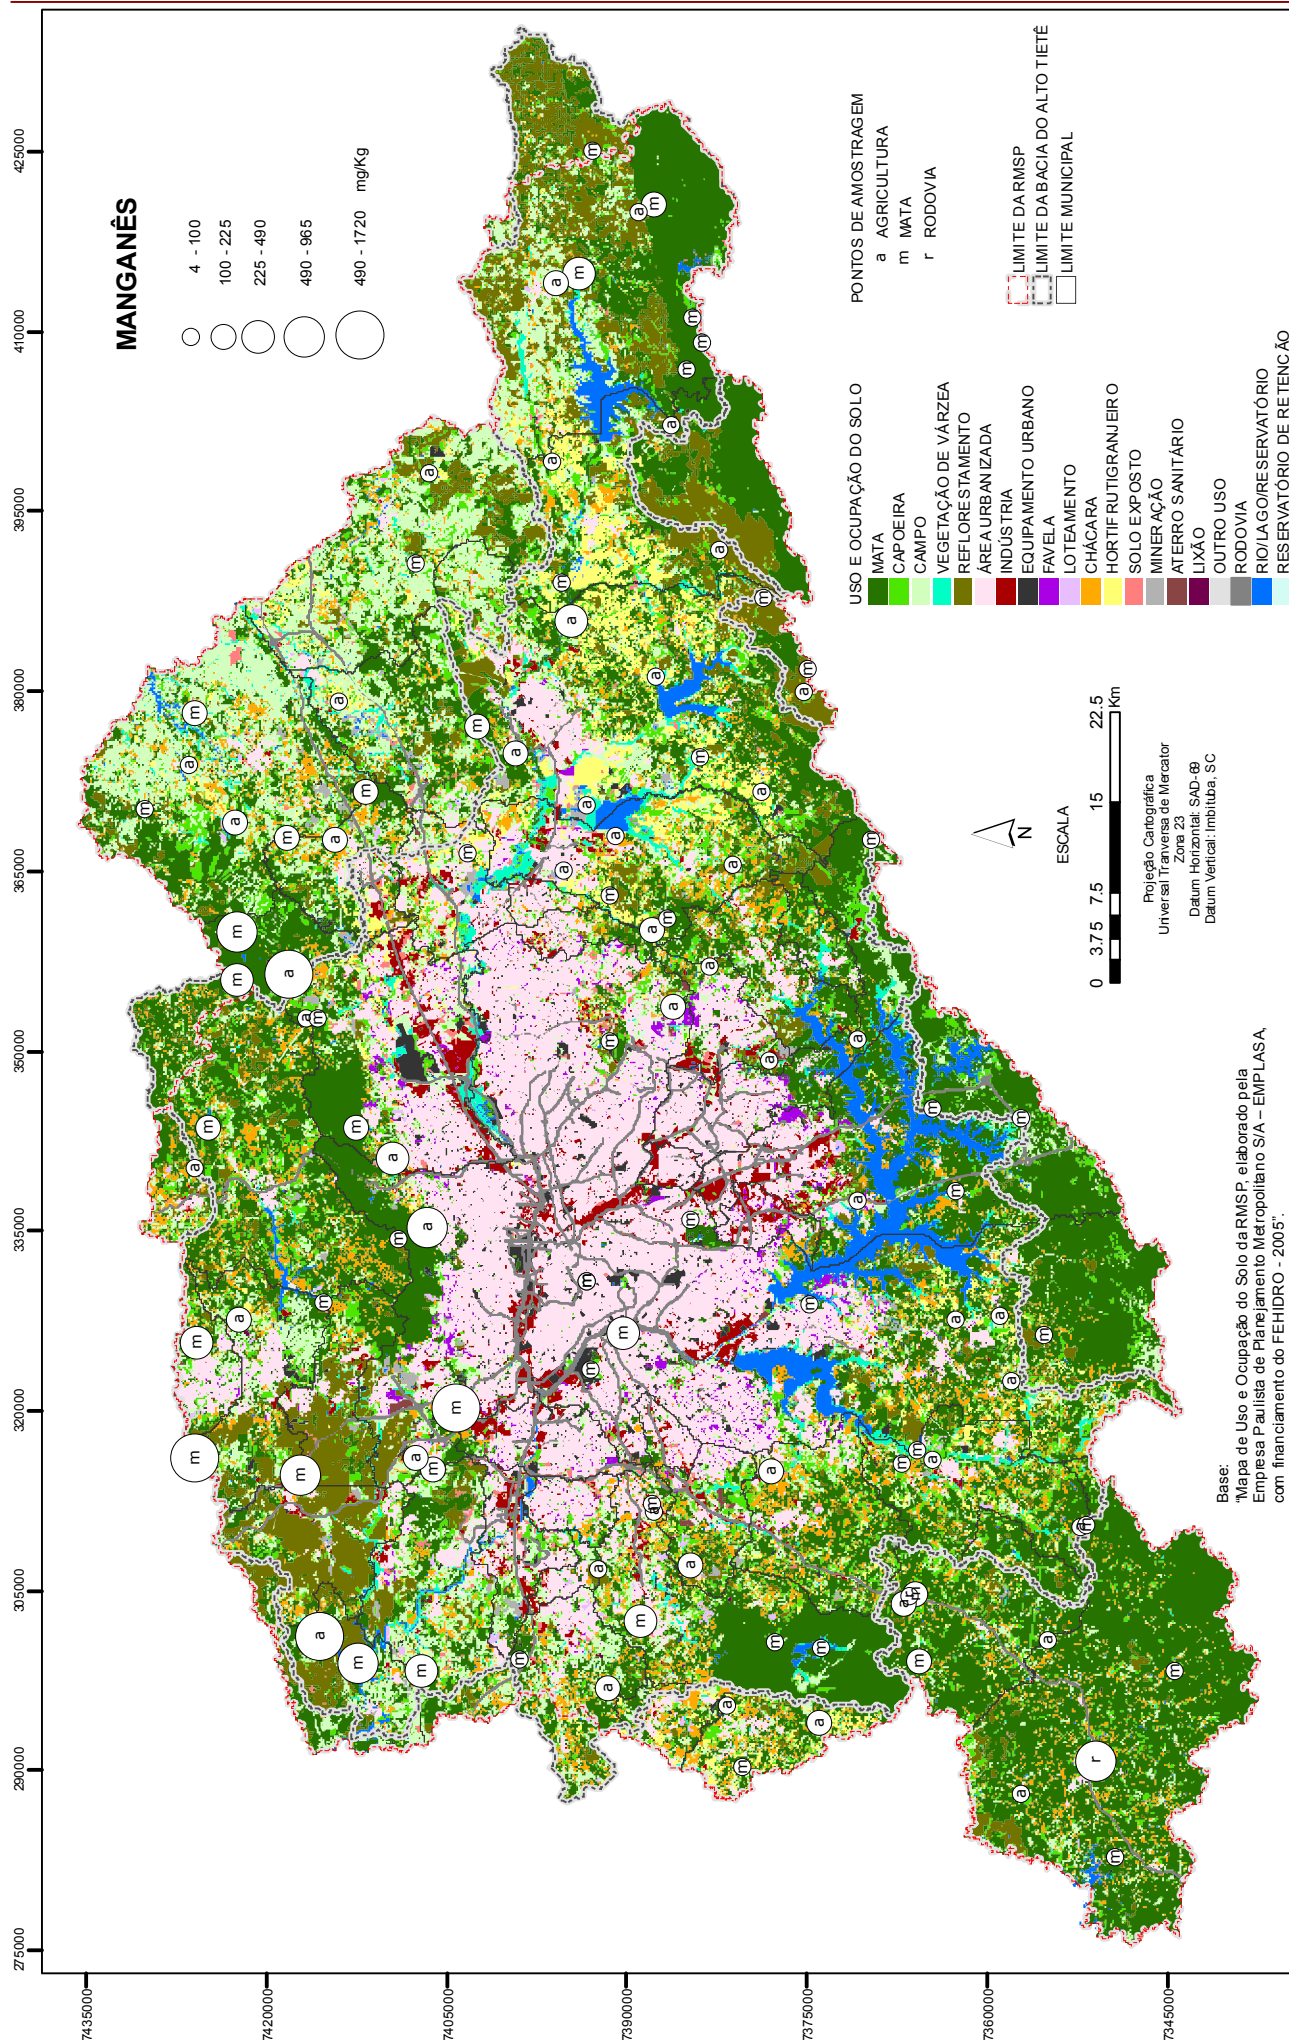 MANGANÊS
4 - 100
100 - 225
225 - 490
490 - 965
490 - 1720 mg/Kg
PONTOS DE AMOSTRAGEM
a AGRICULTURA
m MATA
r RODOVIA
LIMITE DA RMSP
LIMITE DA BACIA DO ALTO TIETÊ
LIMITE MUNICIPAL
USO E OCUPAÇÃO DO SOLO
MATA
CAPOEIRA
CAMPO
VEGETAÇÃO DE VÁRZEA
REFLORESTAMENTO
ÁREA URBANIZADA
INDÚSTRIA
EQUIPAMENTO URBANO
FAVELA
LOTEAMENTO
CHÁCARA
HORTIFRUTIGRANJEIRO
SOLO EXPOSTO
MINERAÇÃO
ATERRO SANITÁRIO
LIXÃO
OUTRO USO
RODOVIA
RIO/LAGO/RESERVATÓRIO
RESERVATÓRIO DE RETENÇÃO
N
ESCALA
0 3.75 7.5 15 22.5
Km
Projeção Cartográfica
Universal Tranversa de Mercator
Zona 23
Datum Horizontal: SAD-69
Datum Vertical: Imbituba, SC
Base:
"Mapa de Uso e Ocupação do Solo da RMSP, elaborado pela
Empresa Paulista de Planejamento Metropolitano S/A – EMPLASA,
com financiamento do FEHIDRO - 2005".
275000
290000
305000
320000
335000
350000
365000
380000
395000
410000
425000
7435000
7420000
7405000
7390000
7375000
7360000
7345000